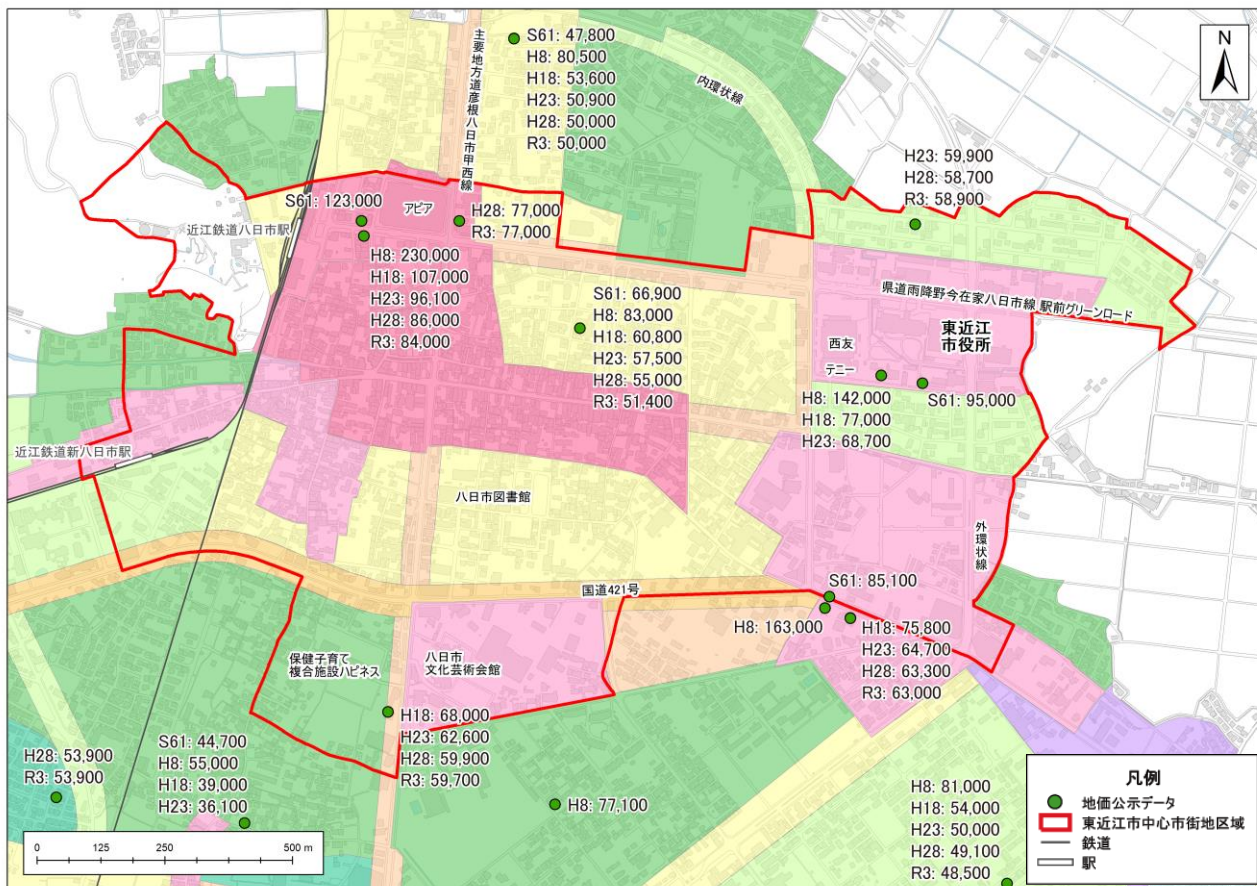 主要地方道彦根八日市甲西線
S61: 47,800
H8: 80,500
H18: 53,600
H23: 50,900
H28: 50,000
R3: 50,000
内環状線
N
H23: 59,900
H28: 58,700
R3: 58,900
S61: 123,000
アピア
H28: 77,000
R3: 77,000
近江鉄道八日市駅
H8: 230,000
H18: 107,000
H23: 96,100
H28: 86,000
R3: 84,000
S61: 66,900
H8: 83,000
H18: 60,800
H23: 57,500
H28: 55,000
R3: 51,400
県道雨降野今在家八日市線 駅前グリーンロード
東近江
市役所
西友
テニー
H8: 142,000
H18: 77,000
H23: 68,700
S61: 95,000
近江鉄道新八日市駅
八日市図書館
外環状線
国道421号
S61: 85,100
H8: 163,000
H18: 75,800
H23: 64,700
H28: 63,300
R3: 63,000
保健子育て
複合施設ハピネス
八日市
文化芸術会館
H18: 68,000
H23: 62,600
H28: 59,900
R3: 59,700
H28: 53,900
R3: 53,900
S61: 44,700
H8: 55,000
H18: 39,000
H23: 36,100
H8: 77,100
H8: 81,000
H18: 54,000
H23: 50,000
H28: 49,100
R3: 48,500
凡例
地価公示データ
東近江市中心市街地区域
鉄道
駅
0 125 250 500 m